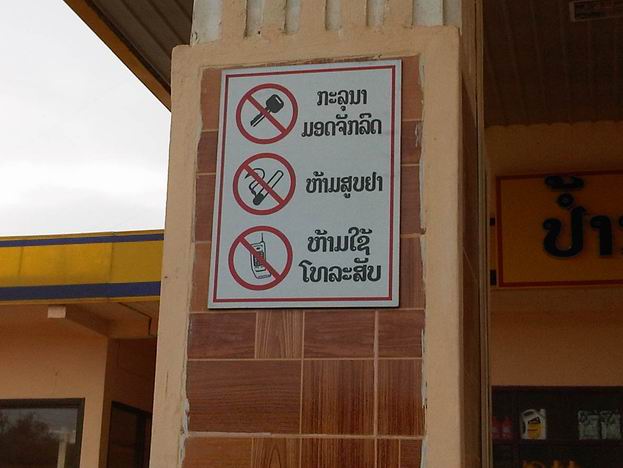 ກະລຸນາ
ມອດຈັກລົດ
ຫ້າມສູບຢາ
ຫ້າມໃຊ້
ໂທລະສັບ